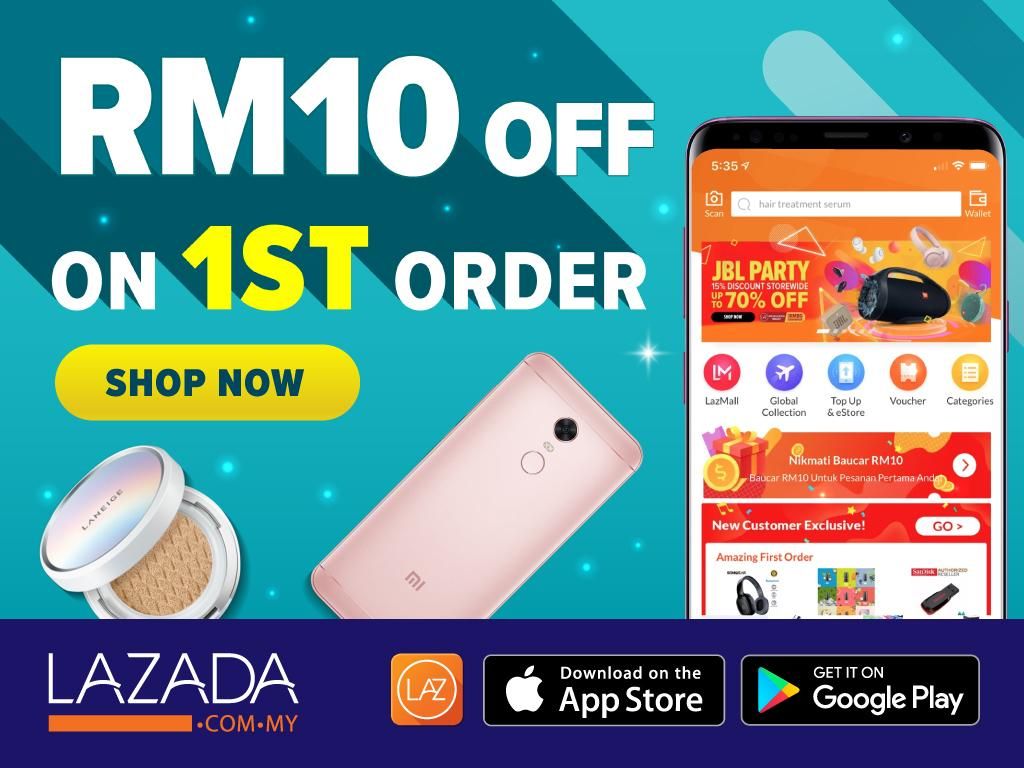 RM10 OFF
ON 1ST ORDER
SHOP NOW
LANEIGE
5:35
Scan
hair treatment serum
Wallet
JBL PARTY
15% DISCOUNT STOREWIDE
UP TO 70% OFF
SHOP NOW
JBL
LazMall
Global Collection
Top Up & eStore
Voucher
Categories
Nikmati Baucar RM10
Baucar RM10 Untuk Pesanan Pertama Anda!
New Customer Exclusive!
GO >
Amazing First Order
SanDisk
AUTHORIZED
RESELLER
LAZADA
•COM•MY
LAZ
Download on the
App Store
GET IT ON
Google Play